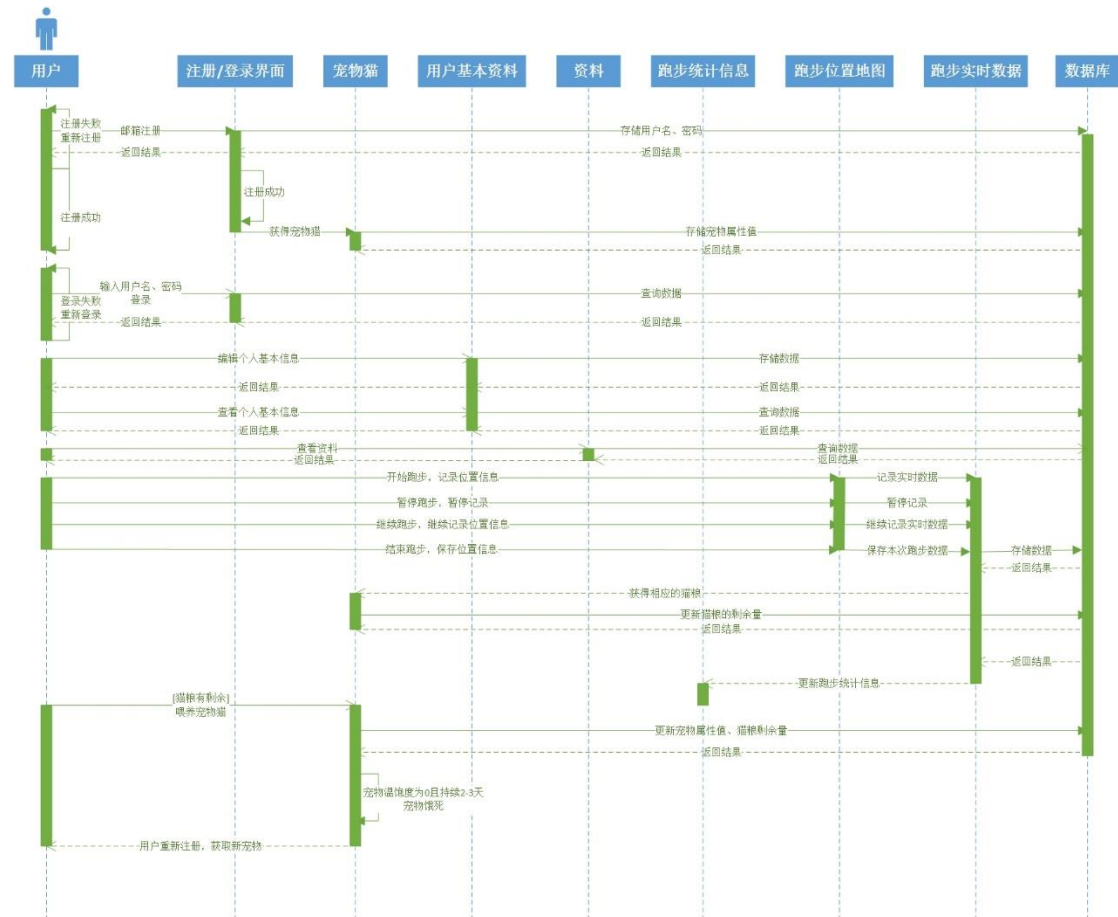 用户
注册/登录界面
宠物猫
用户基本资料
资料
跑步统计信息
跑步位置地图
跑步实时数据
数据库
注册失败
重新注册
邮箱注册
存储用户名、密码
返回结果
返回结果
注册成功
注册成功
获得宠物猫
存储宠物属性值
返回结果
输入用户名、密码
登录
查询数据
登录失败
重新登录
返回结果
返回结果
编辑个人基本信息
存储数据
返回结果
返回结果
查看个人基本信息
查询数据
返回结果
返回结果
查看资料
查询数据
返回结果
返回结果
开始跑步，记录位置信息
记录实时数据
暂停跑步，暂停记录
暂停记录
继续跑步，继续记录位置信息
继续记录实时数据
结束跑步，保存位置信息
保存本次跑步数据
存储数据
返回结果
获得相应的猫粮
更新猫粮的剩余量
返回结果
返回结果
更新跑步统计信息
[猫粮有剩余]
喂养宠物猫
更新宠物属性值、猫粮剩余量
返回结果
宠物温饱度为0且持续2-3天
宠物饿死
用户重新注册，获取新宠物